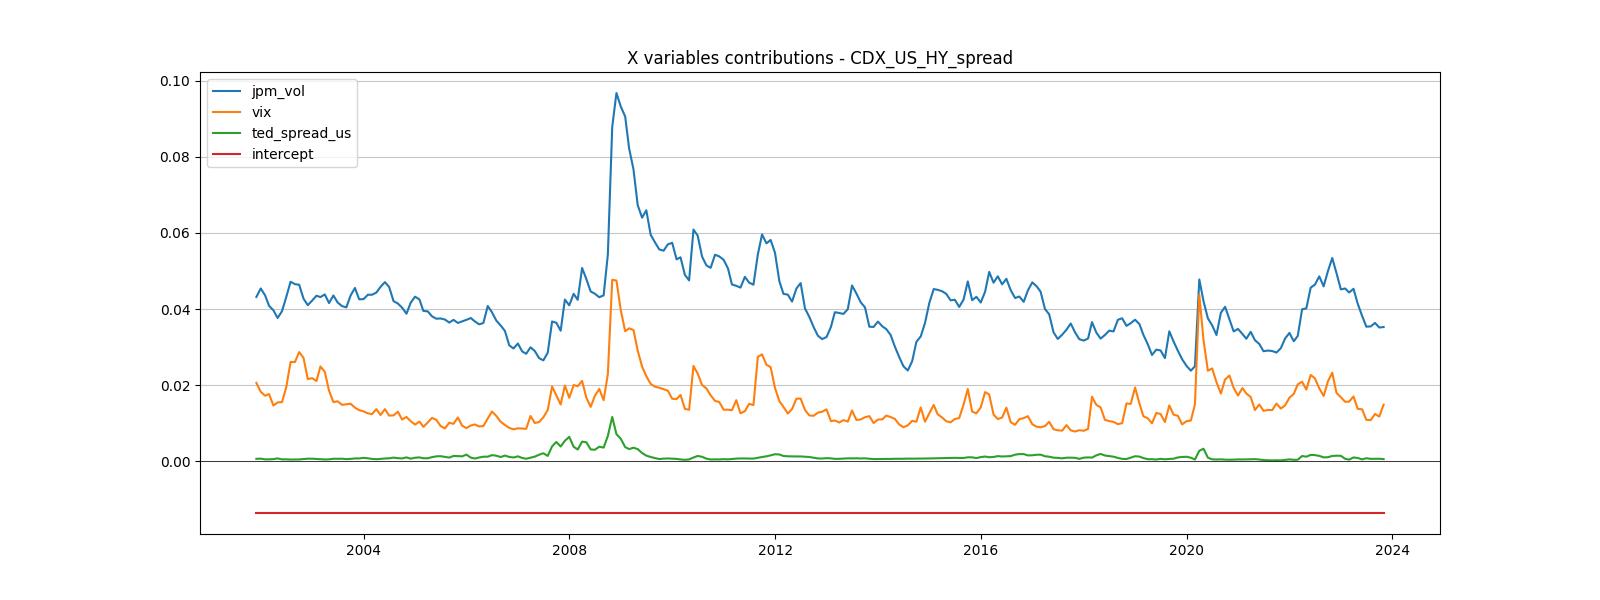 X variables contributions - CDX_US_HY_spread
0.10
0.08
0.06
0.04
0.02
0.00
jpm_vol
vix
ted_spread_us
intercept
2004
2008
2012
2016
2020
2024